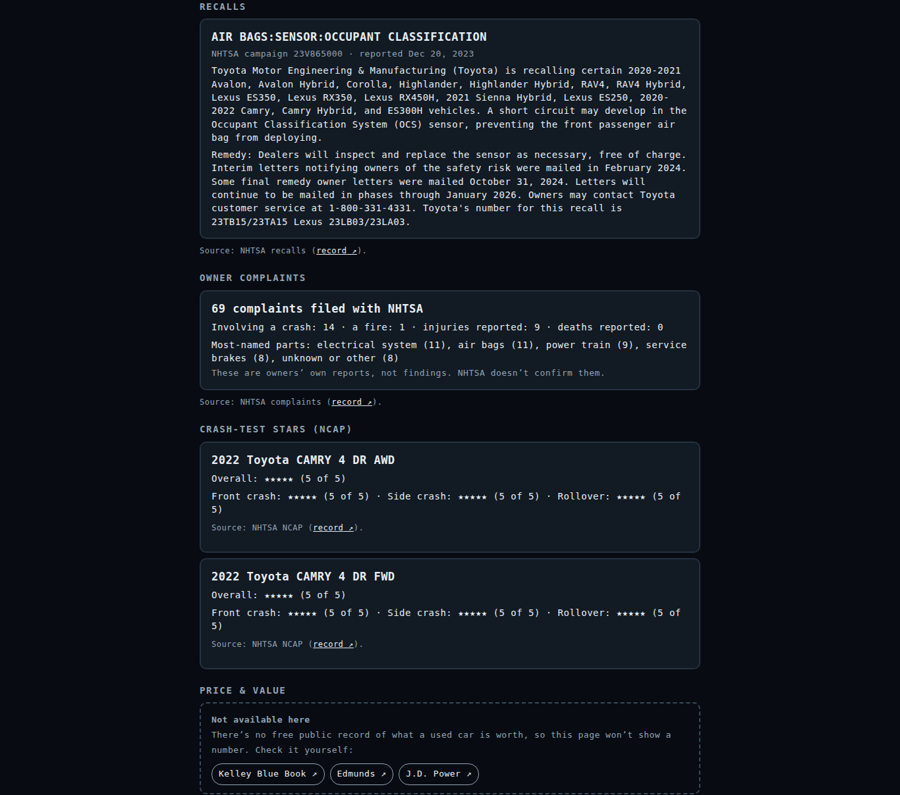 RECALLS
AIR BAGS:SENSOR:OCCUPANT CLASSIFICATION
NHTSA campaign 23V865000 · reported Dec 20, 2023
Toyota Motor Engineering & Manufacturing (Toyota) is recalling certain 2020-2021
Avalon, Avalon Hybrid, Corolla, Highlander, Highlander Hybrid, RAV4, RAV4 Hybrid,
Lexus ES350, Lexus RX350, Lexus RX450H, 2021 Sienna Hybrid, Lexus ES250, 2020-
2022 Camry, Camry Hybrid, and ES300H vehicles. A short circuit may develop in the
Occupant Classification System (OCS) sensor, preventing the front passenger air
bag from deploying.
Remedy: Dealers will inspect and replace the sensor as necessary, free of charge.
Interim letters notifying owners of the safety risk were mailed in February 2024.
Some final remedy owner letters were mailed October 31, 2024. Letters will
continue to be mailed in phases through January 2026. Owners may contact Toyota
customer service at 1-800-331-4331. Toyota's number for this recall is
23TB15/23TA15 Lexus 23LB03/23LA03.
Source: NHTSA recalls (record ↗).
OWNER COMPLAINTS
69 complaints filed with NHTSA
Involving a crash: 14 · a fire: 1 · injuries reported: 9 · deaths reported: 0
Most-named parts: electrical system (11), air bags (11), power train (9), service
brakes (8), unknown or other (8)
These are owners’ own reports, not findings. NHTSA doesn’t confirm them.
Source: NHTSA complaints (record ↗).
CRASH-TEST STARS (NCAP)
2022 Toyota CAMRY 4 DR AWD
Overall: ★★★★★ (5 of 5)
Front crash: ★★★★★ (5 of 5) · Side crash: ★★★★★ (5 of 5) · Rollover: ★★★★★ (5 of
5)
Source: NHTSA NCAP (record ↗).
2022 Toyota CAMRY 4 DR FWD
Overall: ★★★★★ (5 of 5)
Front crash: ★★★★★ (5 of 5) · Side crash: ★★★★★ (5 of 5) · Rollover: ★★★★★ (5 of
5)
Source: NHTSA NCAP (record ↗).
PRICE & VALUE
Not available here
There’s no free public record of what a used car is worth, so this page won’t show a
number. Check it yourself:
Kelley Blue Book ↗ Edmunds ↗ J.D. Power ↗